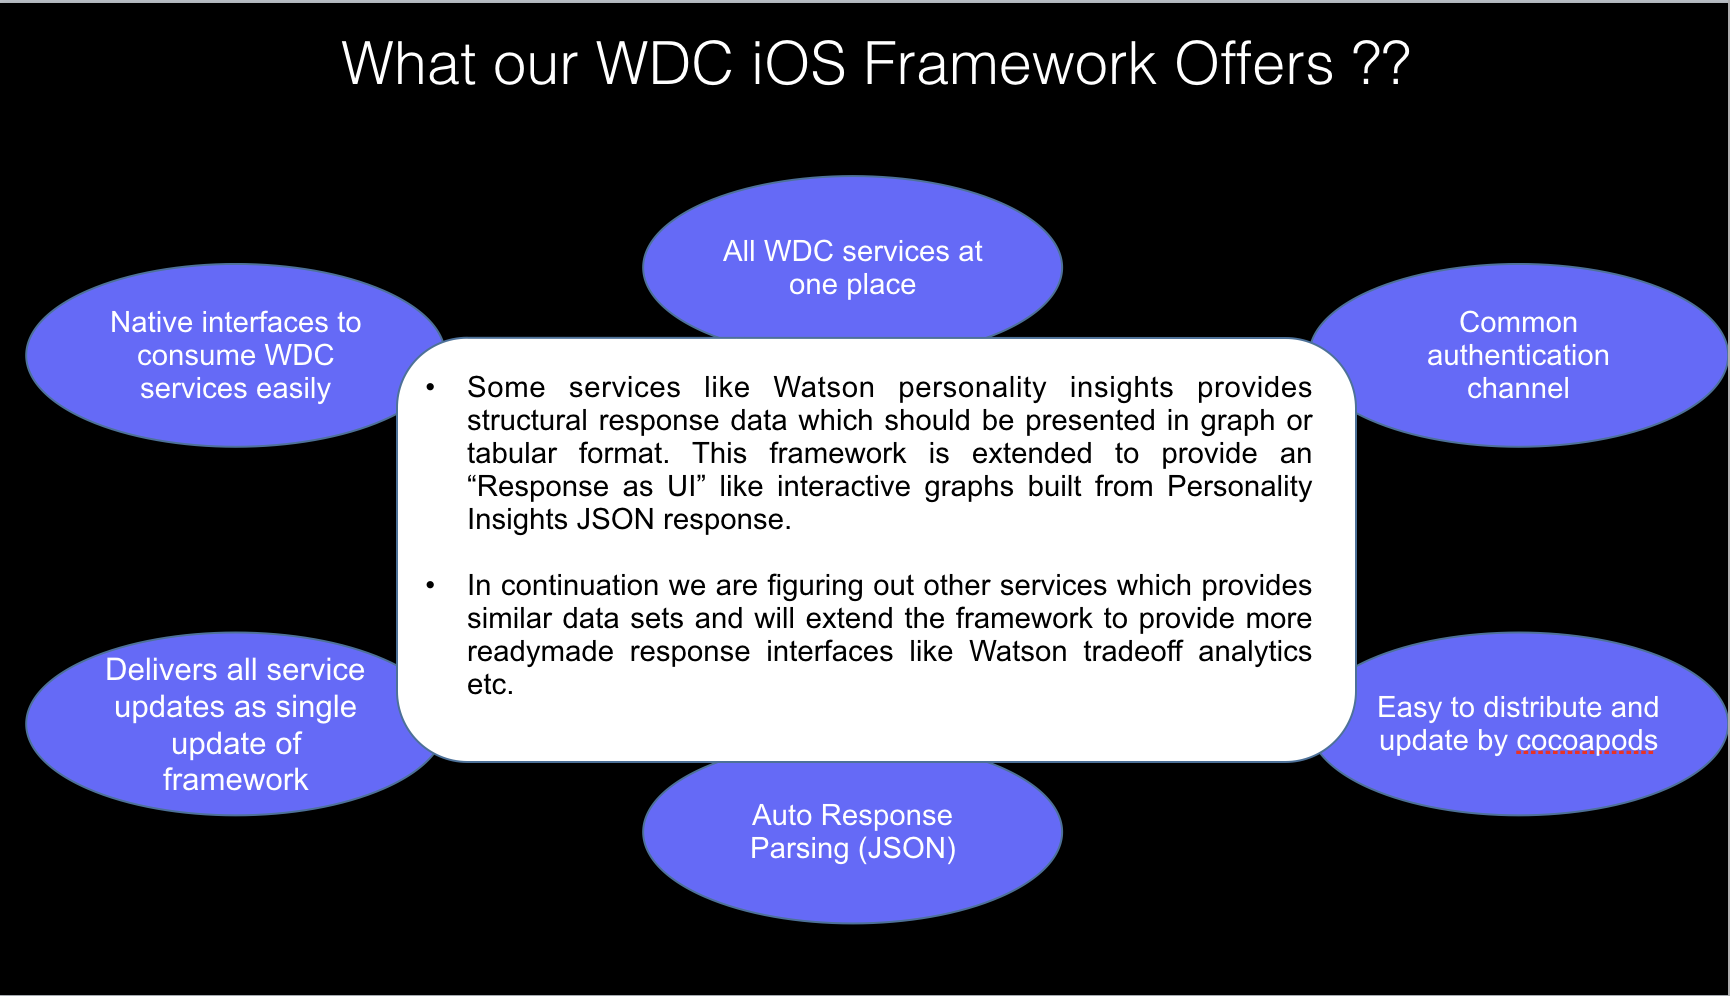 What our WDC iOS Framework Offers ??
All WDC services at
one place
Native interfaces to
consume WDC
services easily
Common
authentication
channel
• Some services like Watson personality insights provides
structural response data which should be presented in graph or
tabular format. This framework is extended to provide an
“Response as UI” like interactive graphs built from Personality
Insights JSON response.
• In continuation we are figuring out other services which provides
similar data sets and will extend the framework to provide more
readymade response interfaces like Watson tradeoff analytics
etc.
Delivers all service
updates as single
update of
framework
Easy to distribute and
update by cocoapods
Auto Response
Parsing (JSON)